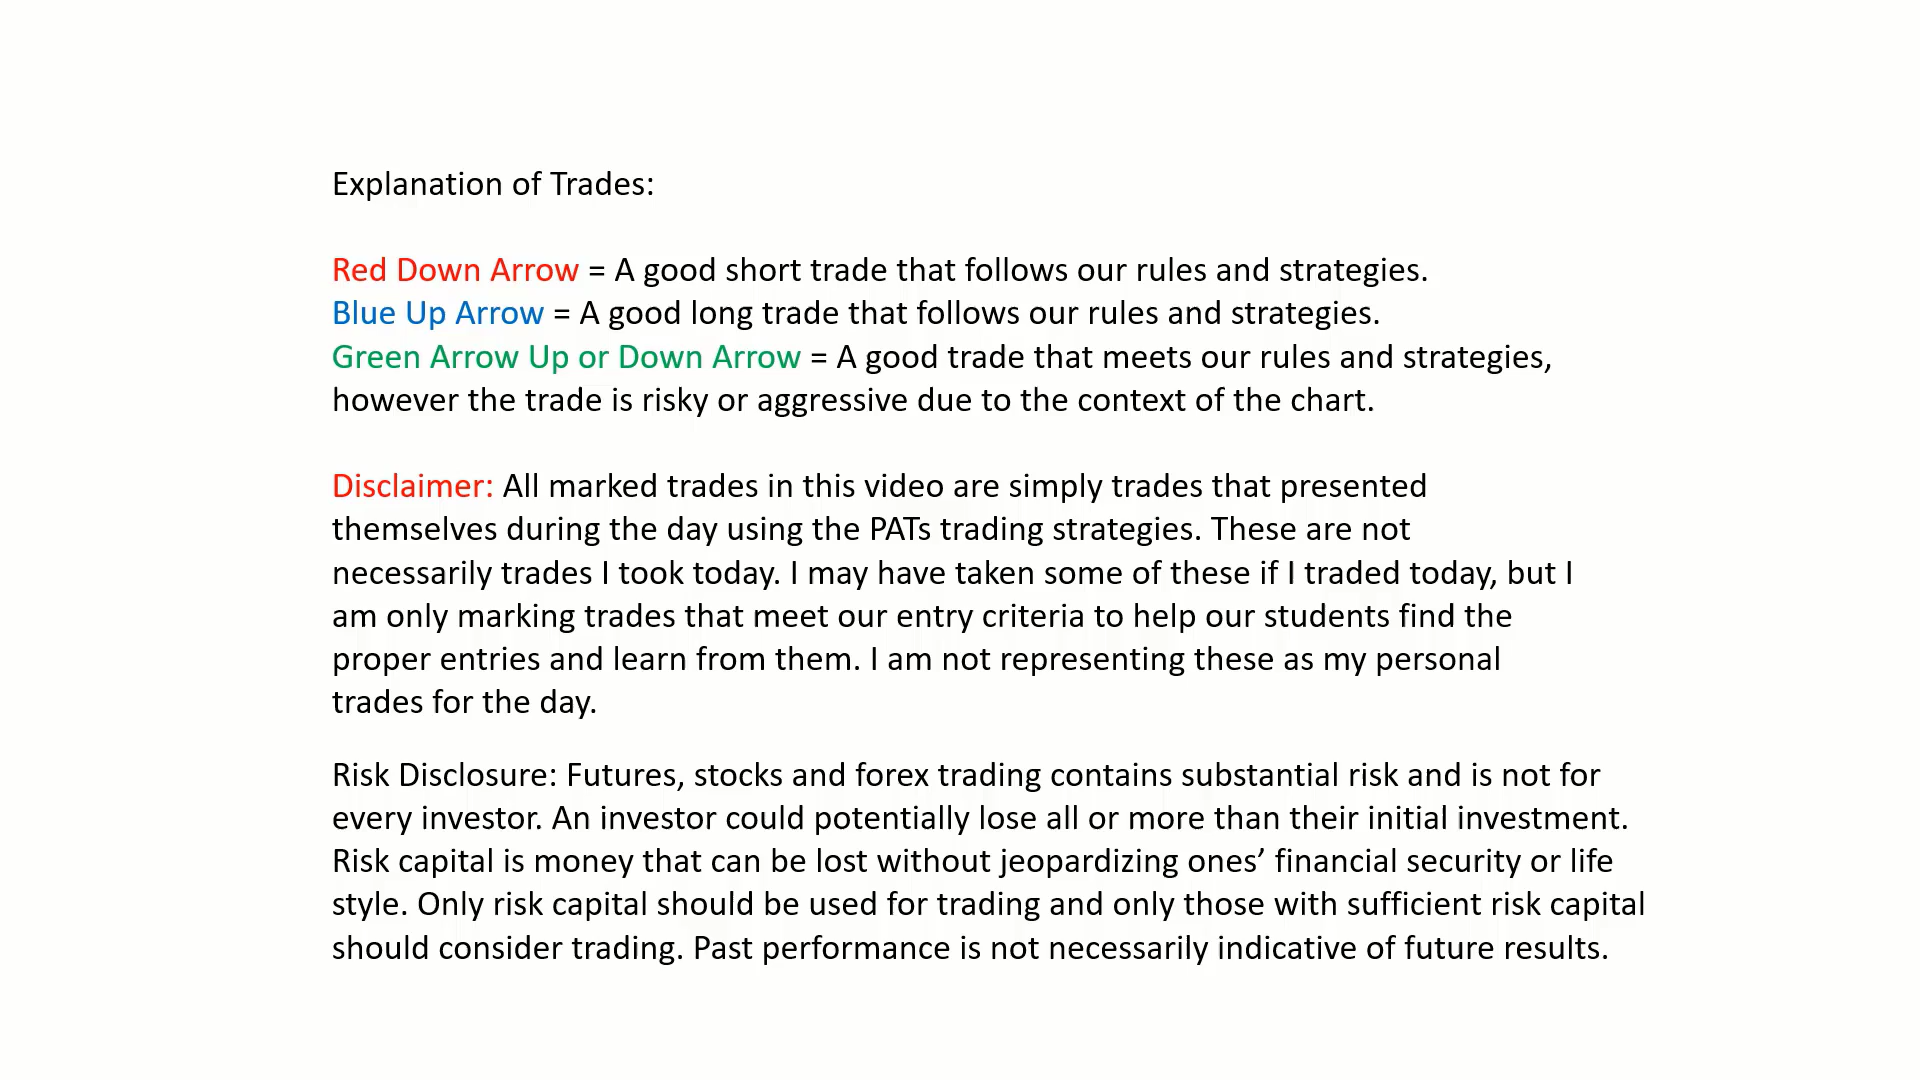 Explanation of Trades:
Red Down Arrow = A good short trade that follows our rules and strategies.
Blue Up Arrow = A good long trade that follows our rules and strategies.
Green Arrow Up or Down Arrow = A good trade that meets our rules and strategies,
however the trade is risky or aggressive due to the context of the chart.
Disclaimer: All marked trades in this video are simply trades that presented
themselves during the day using the PATs trading strategies. These are not
necessarily trades I took today. I may have taken some of these if I traded today, but I
am only marking trades that meet our entry criteria to help our students find the
proper entries and learn from them. I am not representing these as my personal
trades for the day.
Risk Disclosure: Futures, stocks and forex trading contains substantial risk and is not for
every investor. An investor could potentially lose all or more than their initial investment.
Risk capital is money that can be lost without jeopardizing ones’ financial security or life
style. Only risk capital should be used for trading and only those with sufficient risk capital
should consider trading. Past performance is not necessarily indicative of future results.